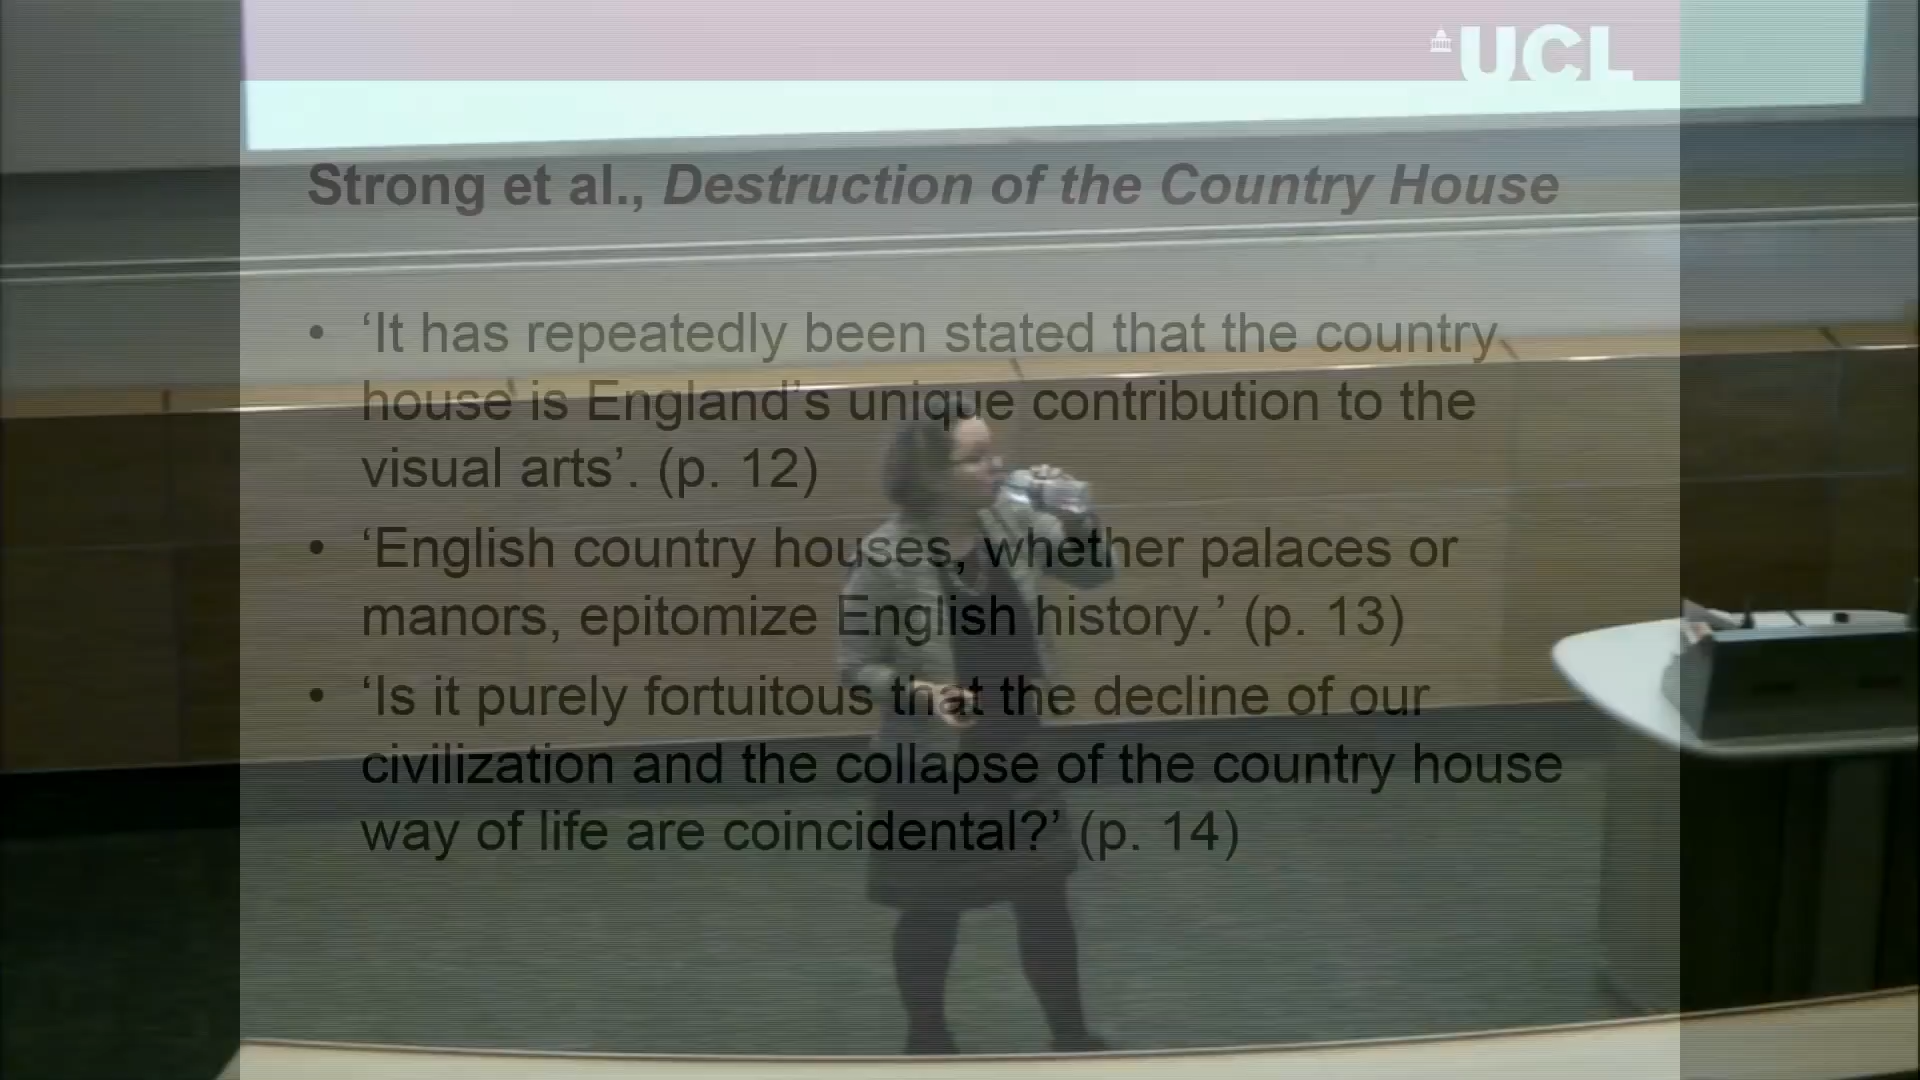 UCL
Strong et al., Destruction of the Country House
• ‘It has repeatedly been stated that the country
house is England’s unique contribution to the
visual arts’. (p. 12)
• ‘English country houses, whether palaces or
manors, epitomize English history.’ (p. 13)
• ‘Is it purely fortuitous that the decline of our
civilization and the collapse of the country house
way of life are coincidental?’ (p. 14)